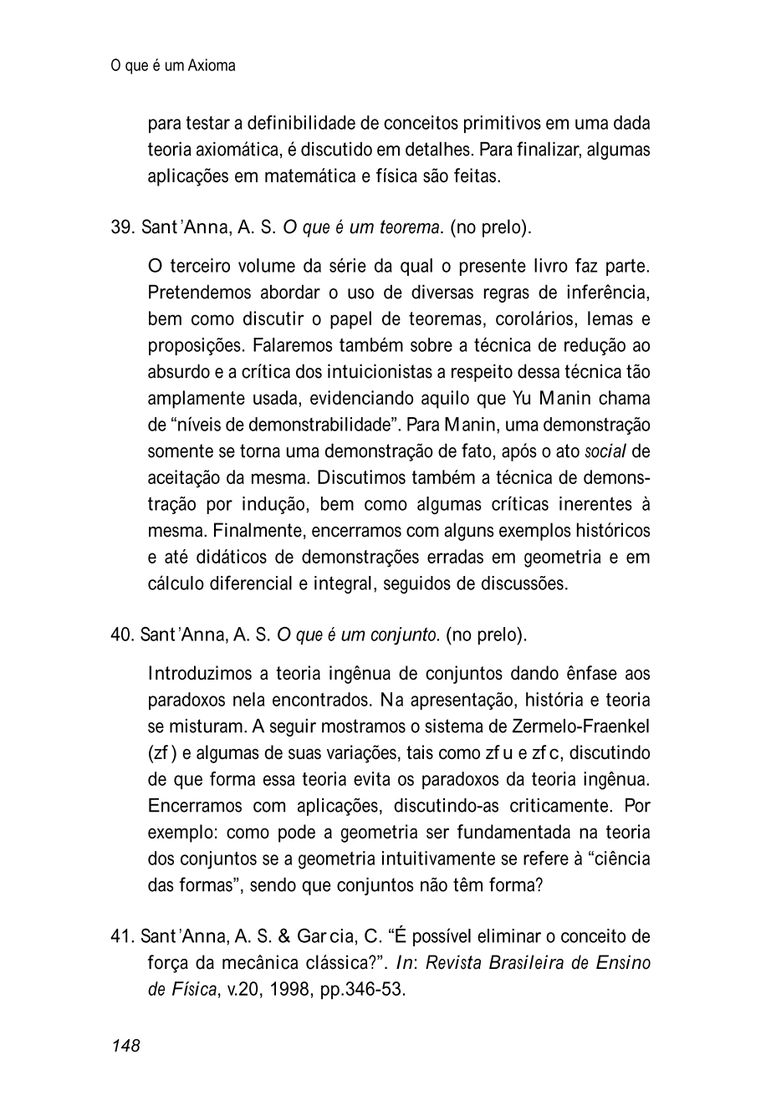 O que é um Axioma
para testar a definibilidade de conceitos primitivos em uma dada
teoria axiomática, é discutido em detalhes. Para finalizar, algumas
aplicações em matemática e física são feitas.
39. Sant'Anna, A. S. O que é um teorema. (no prelo).
O terceiro volume da série da qual o presente livro faz parte.
Pretendemos abordar o uso de diversas regras de inferência,
bem como discutir o papel de teoremas, corolários, lemas e
proposições. Falaremos também sobre a técnica de redução ao
absurdo e a crítica dos intuicionistas a respeito dessa técnica tão
amplamente usada, evidenciando aquilo que Yu Manin chama
de “níveis de demonstrabilidade”. Para Manin, uma demonstração
somente se torna uma demonstração de fato, após o ato social de
aceitação da mesma. Discutimos também a técnica de demons-
tração por indução, bem como algumas críticas inerentes à
mesma. Finalmente, encerramos com alguns exemplos históricos
e até didáticos de demonstrações erradas em geometria e em
cálculo diferencial e integral, seguidos de discussões.
40. Sant'Anna, A. S. O que é um conjunto. (no prelo).
Introduzimos a teoria ingênua de conjuntos dando ênfase aos
paradoxos nela encontrados. Na apresentação, história e teoria
se misturam. A seguir mostramos o sistema de Zermelo-Fraenkel
(zf) e algumas de suas variações, tais como zfu e zfc, discutindo
de que forma essa teoria evita os paradoxos da teoria ingênua.
Encerramos com aplicações, discutindo-as criticamente. Por
exemplo: como pode a geometria ser fundamentada na teoria
dos conjuntos se a geometria intuitivamente se refere à “ciência
das formas”, sendo que conjuntos não têm forma?
41. Sant'Anna, A. S. & Garcia, C. “É possível eliminar o conceito de
força da mecânica clássica?”. In: Revista Brasileira de Ensino
de Física, v.20, 1998, pp.346-53.
148